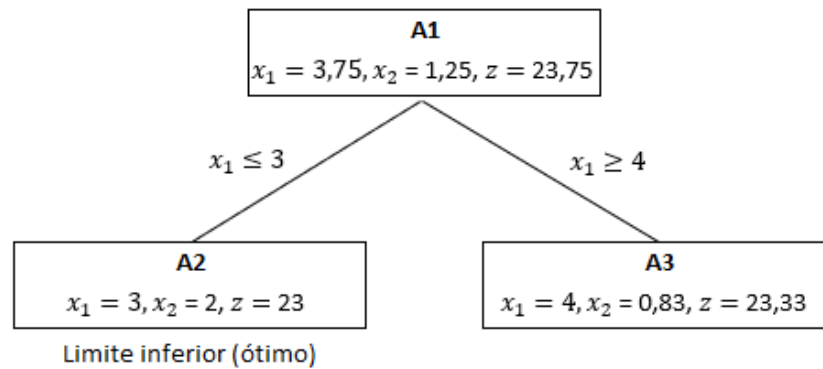 A1
𝑥₁ = 3,75, 𝑥₂ = 1,25, 𝑧 = 23,75
𝑥₁ ≤ 3
𝑥₁ ≥ 4
A2
𝑥₁ = 3, 𝑥₂ = 2, 𝑧 = 23
A3
𝑥₁ = 4, 𝑥₂ = 0,83, 𝑧 = 23,33
Limite inferior (ótimo)